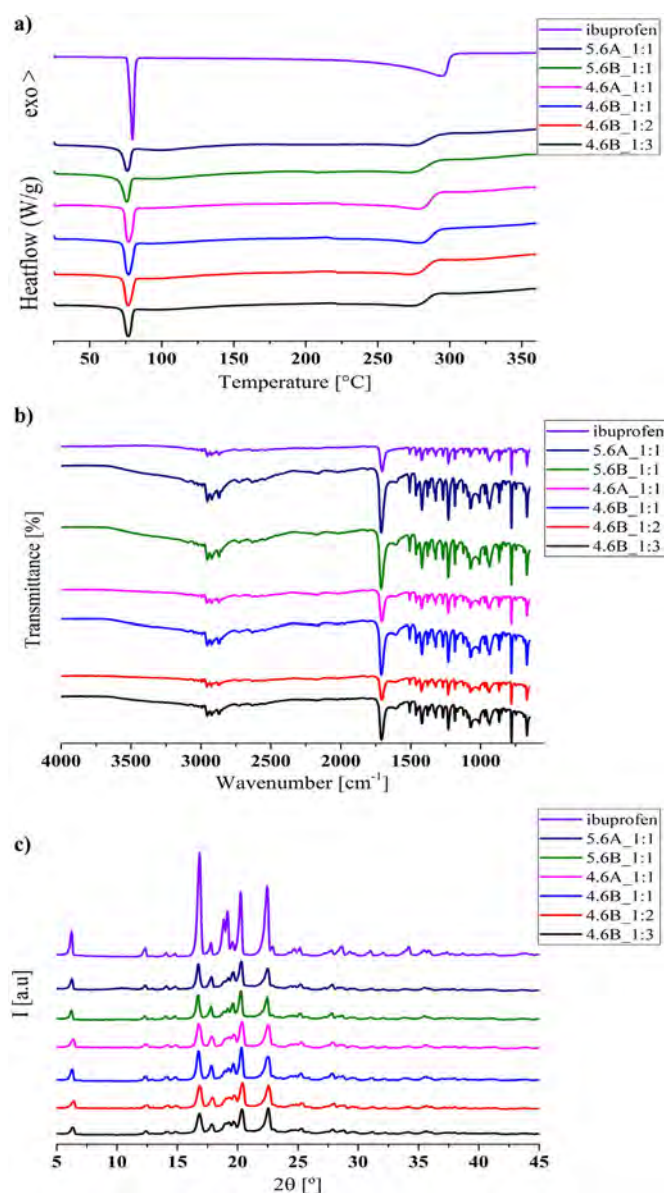 a)
exo >
Heatflow (W/g)
ibuprofen
5.6A_1:1
5.6B_1:1
4.6A_1:1
4.6B_1:1
4.6B_1:2
4.6B_1:3
50 100 150 200 250 300 350
Temperature [°C]
b)
Transmittance [%]
ibuprofen
5.6A_1:1
5.6B_1:1
4.6A_1:1
4.6B_1:1
4.6B_1:2
4.6B_1:3
4000 3500 3000 2500 2000 1500 1000
Wavenumber [cm⁻¹]
c)
I [a.u]
ibuprofen
5.6A_1:1
5.6B_1:1
4.6A_1:1
4.6B_1:1
4.6B_1:2
4.6B_1:3
5 10 15 20 25 30 35 40 45
2θ [º]